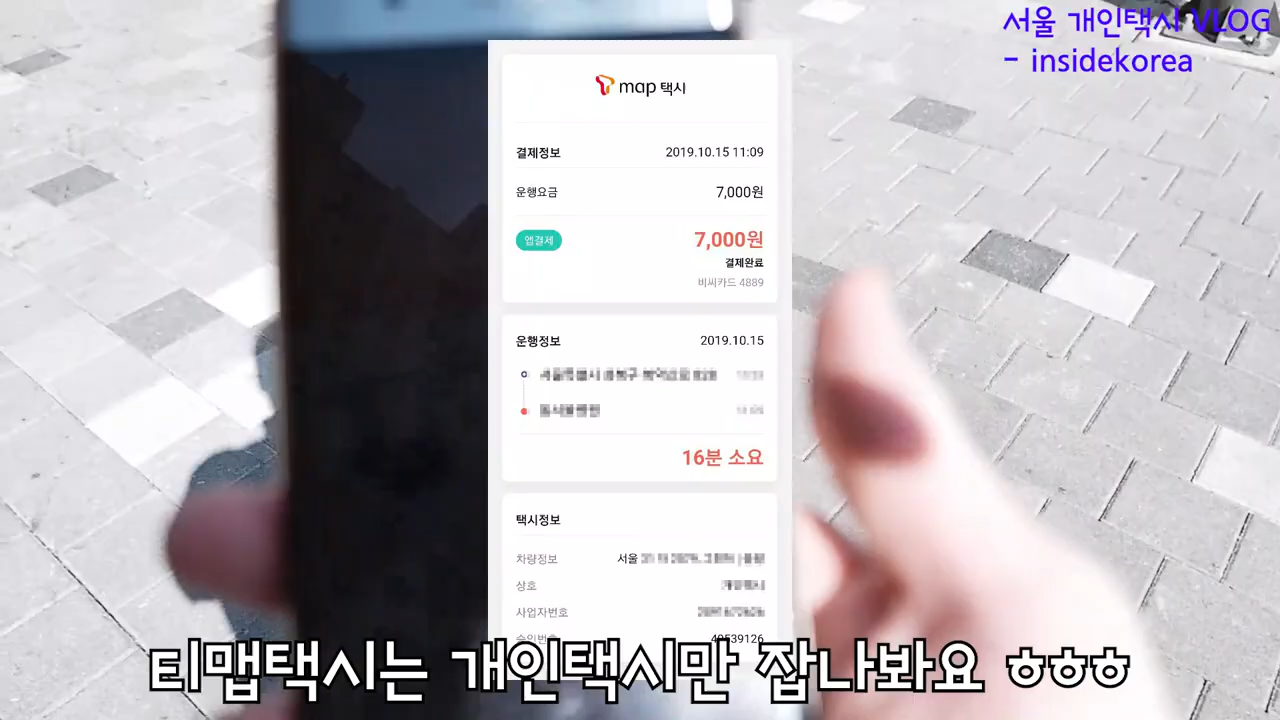 서울 개인택시 VLOG
- insidekorea
map 택시
결제정보 2019.10.15 11:09
운행요금 7,000원
앱결제 7,000원
결제완료
비씨카드 4889
운행정보 2019.10.15
16분 소요
택시정보
차량정보 서울
상호
사업자번호
승인번호 40539126
티맵택시는 개인택시만 잡나봐요 ㅎㅎㅎ